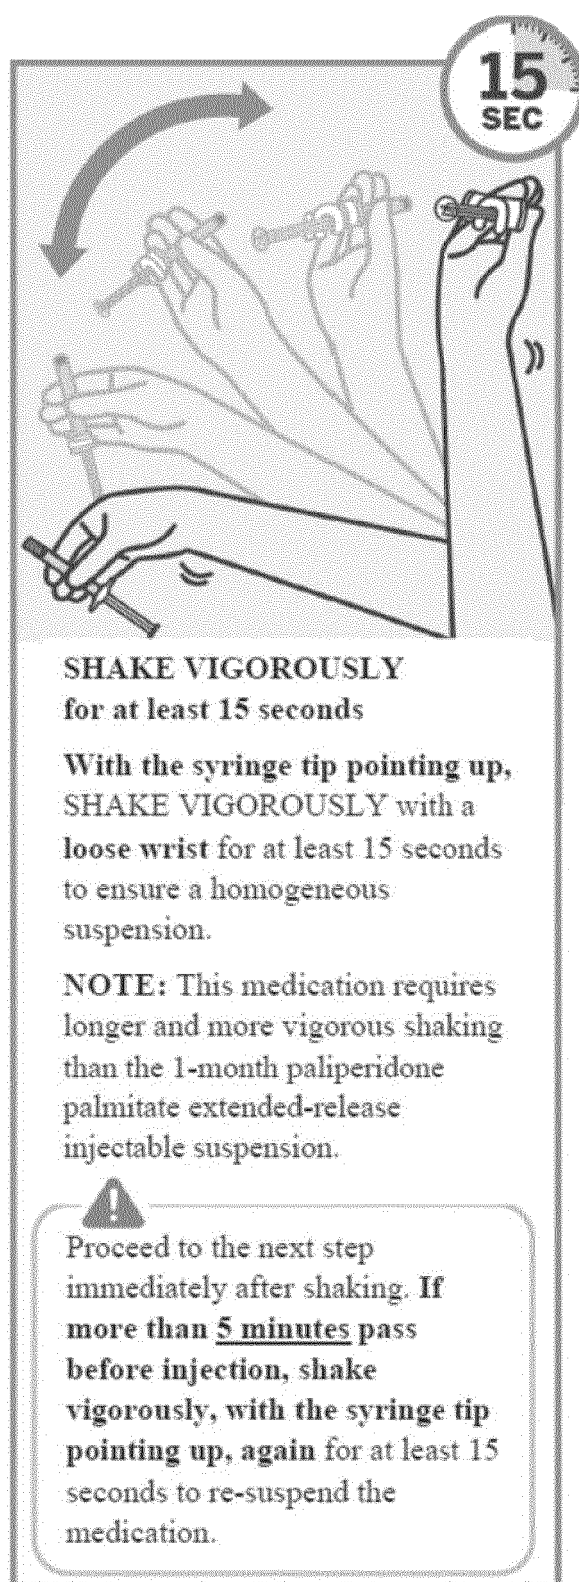 15
SEC
SHAKE VIGOROUSLY
for at least 15 seconds
With the syringe tip pointing up,
SHAKE VIGOROUSLY with a
loose wrist for at least 15 seconds
to ensure a homogeneous
suspension.
NOTE: This medication requires
longer and more vigorous shaking
than the 1-month paliperidone
palmitate extended-release
injectable suspension.
Proceed to the next step
immediately after shaking. If
more than 5 minutes pass
before injection, shake
vigorously, with the syringe tip
pointing up, again for at least 15
seconds to re-suspend the
medication.